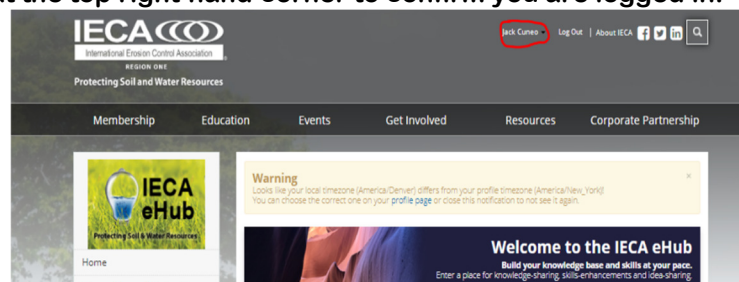 at the top right hand corner to confirm you are logged in.
IECA
International Erosion Control Association
REGION ONE
Protecting Soil and Water Resources
Jack Cuneo Log Out | About IECA
Membership Education Events Get Involved Resources Corporate Partnership
IECA
eHub
Protecting Soil & Water Resources
Home
Warning
Looks like your local timezone (America/Denver) differs from your profile timezone (America/New_York)!
You can choose the correct one on your profile page or close this notification to not see it again.
×
Welcome to the IECA eHub
Build your knowledge base and skills at your pace.
Enter a place for knowledge-sharing, skills-enhancements and idea-sharing.